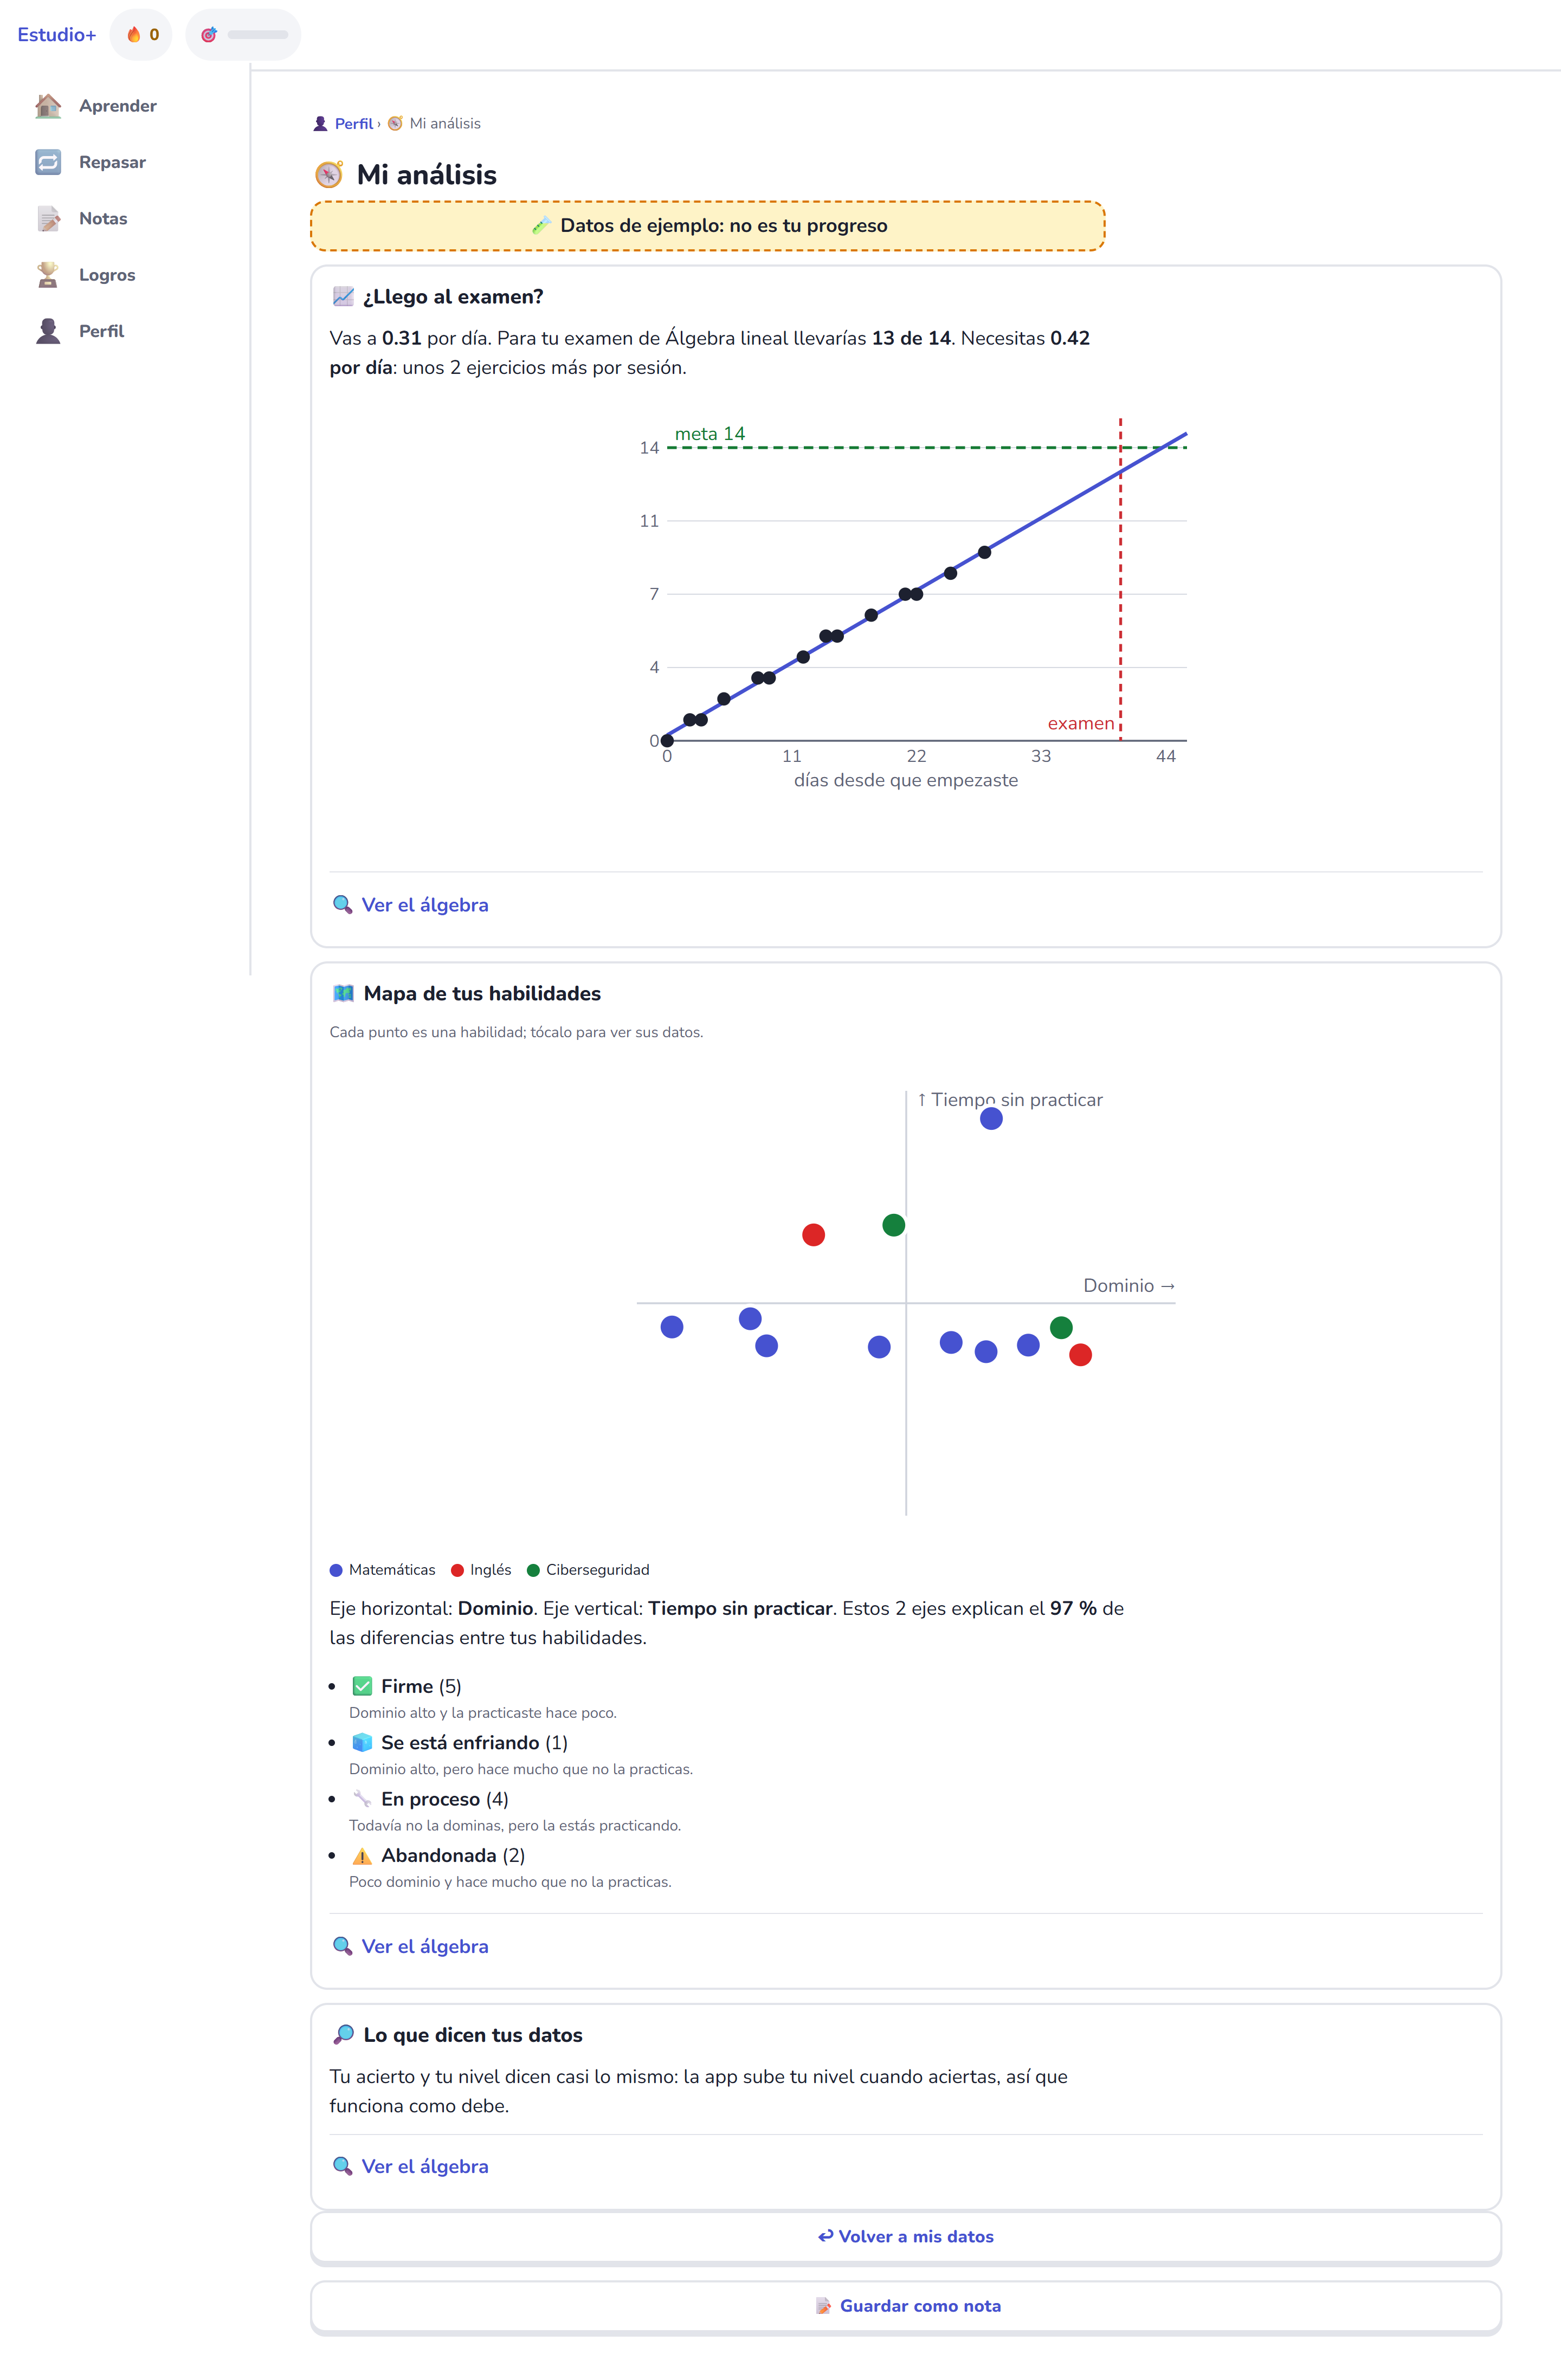 Estudio+ 🔥 0 🎯
Aprender
Repasar
Notas
Logros
Perfil
Perfil › Mi análisis
Mi análisis
Datos de ejemplo: no es tu progreso
¿Llego al examen?
Vas a 0.31 por día. Para tu examen de Álgebra lineal llevarías 13 de 14. Necesitas 0.42
por día: unos 2 ejercicios más por sesión.
meta 14
14
11
7
4
examen
0
0 11 22 33 44
días desde que empezaste
Ver el álgebra
Mapa de tus habilidades
Cada punto es una habilidad; tócalo para ver sus datos.
↑ Tiempo sin practicar
Dominio →
Matemáticas Inglés Ciberseguridad
Eje horizontal: Dominio. Eje vertical: Tiempo sin practicar. Estos 2 ejes explican el 97 % de
las diferencias entre tus habilidades.
Firme (5)
Dominio alto y la practicaste hace poco.
Se está enfriando (1)
Dominio alto, pero hace mucho que no la practicas.
En proceso (4)
Todavía no la dominas, pero la estás practicando.
Abandonada (2)
Poco dominio y hace mucho que no la practicas.
Ver el álgebra
Lo que dicen tus datos
Tu acierto y tu nivel dicen casi lo mismo: la app sube tu nivel cuando aciertas, así que
funciona como debe.
Ver el álgebra
↩ Volver a mis datos
Guardar como nota